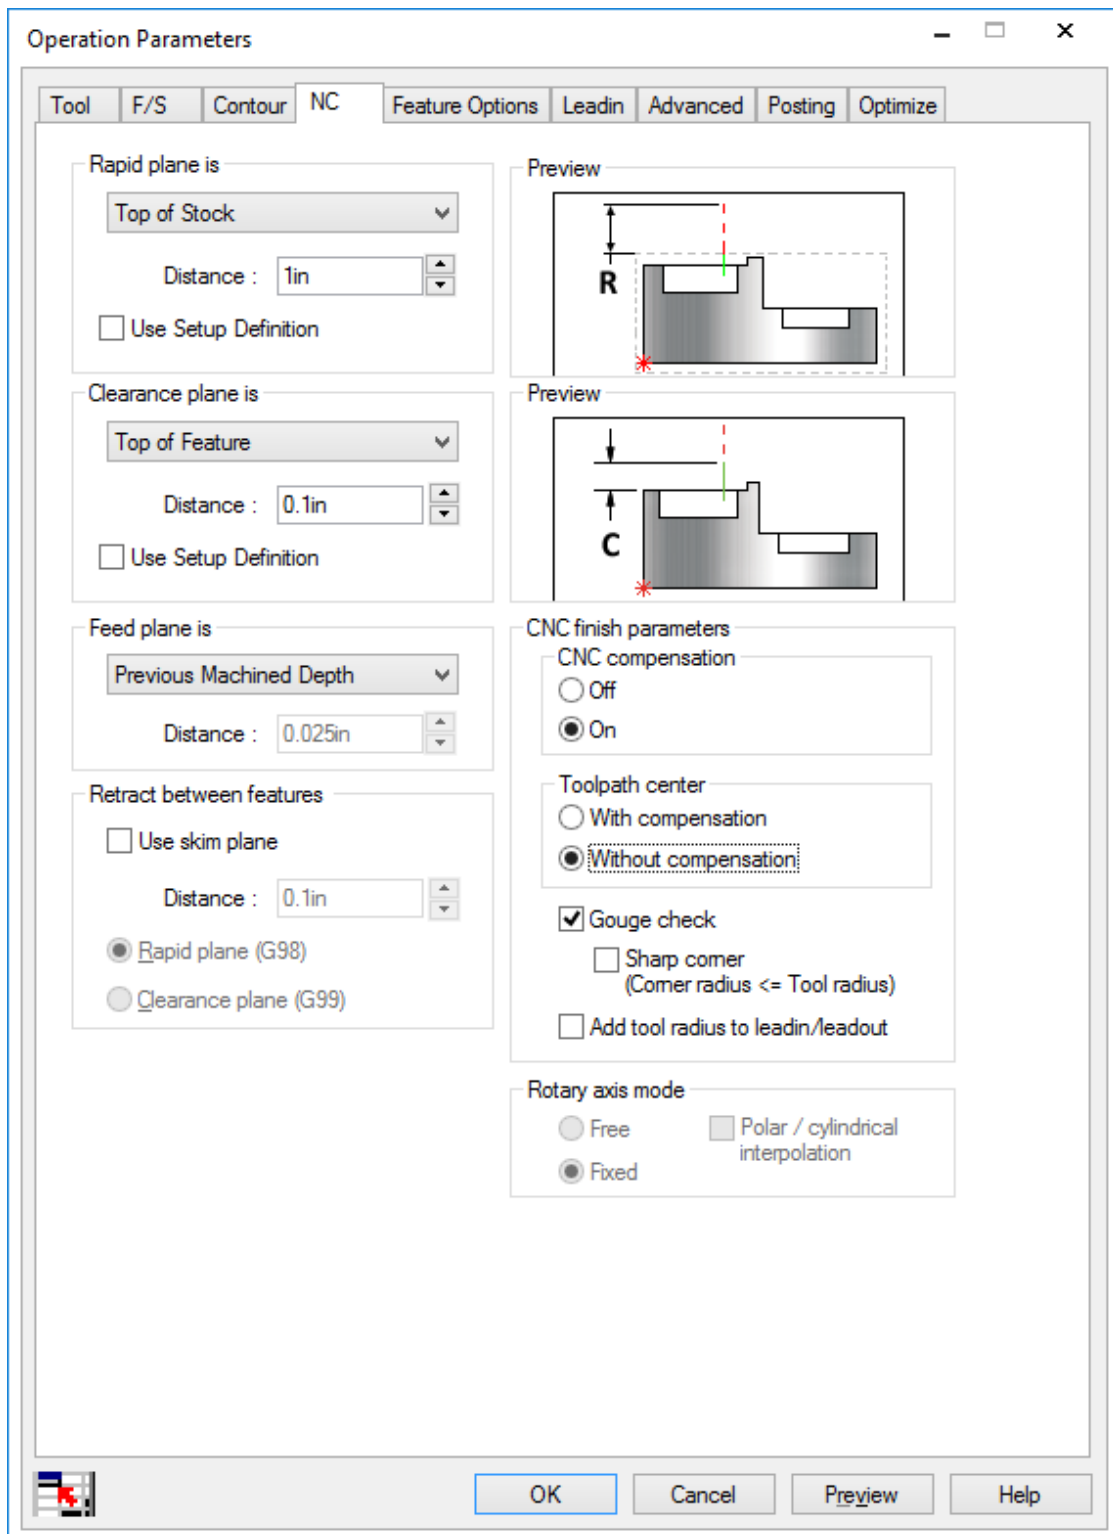 Operation Parameters
Tool
F/S
Contour
NC
Feature Options
Leadin
Advanced
Posting
Optimize
Rapid plane is
Top of Stock
Distance :
1in
Use Setup Definition
Preview
R
Clearance plane is
Top of Feature
Distance :
0.1in
Use Setup Definition
Preview
C
Feed plane is
Previous Machined Depth
Distance :
0.025in
Retract between features
Use skim plane
Distance :
0.1in
Rapid plane (G98)
Clearance plane (G99)
CNC finish parameters
CNC compensation
Off
On
Toolpath center
With compensation
Without compensation
Gouge check
Sharp corner
(Corner radius <= Tool radius)
Add tool radius to leadin/leadout
Rotary axis mode
Free
Fixed
Polar / cylindrical
interpolation
OK
Cancel
Preview
Help